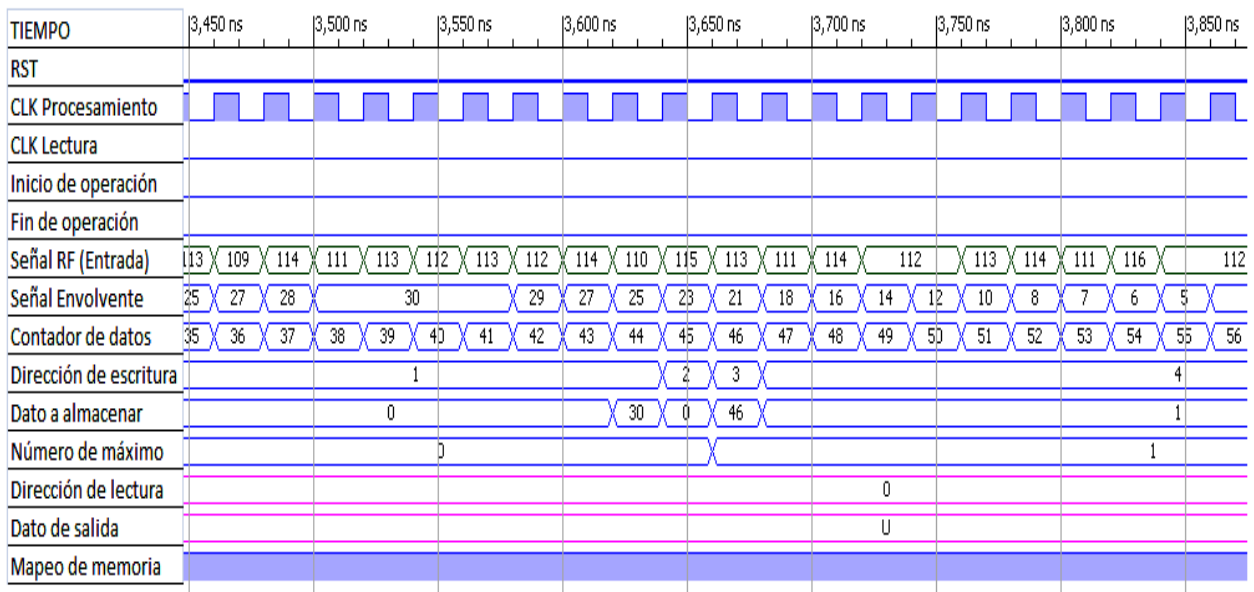 TIEMPO 3,450 ns 3,500 ns 3,550 ns 3,600 ns 3,650 ns 3,700 ns 3,750 ns 3,800 ns 3,850 ns
RST
CLK Procesamiento
CLK Lectura
Inicio de operación
Fin de operación
Señal RF (Entrada) 113 109 114 111 113 112 113 112 114 110 115 113 111 114 112 113 114 111 116 112
Señal Envolvente 25 27 28 30 29 27 25 23 21 18 16 14 12 10 8 7 6 5
Contador de datos 35 36 37 38 39 40 41 42 43 44 45 46 47 48 49 50 51 52 53 54 55 56
Dirección de escritura 1 2 3 4
Dato a almacenar 0 30 0 46 1
Número de máximo 0 1
Dirección de lectura 0
Dato de salida U
Mapeo de memoria